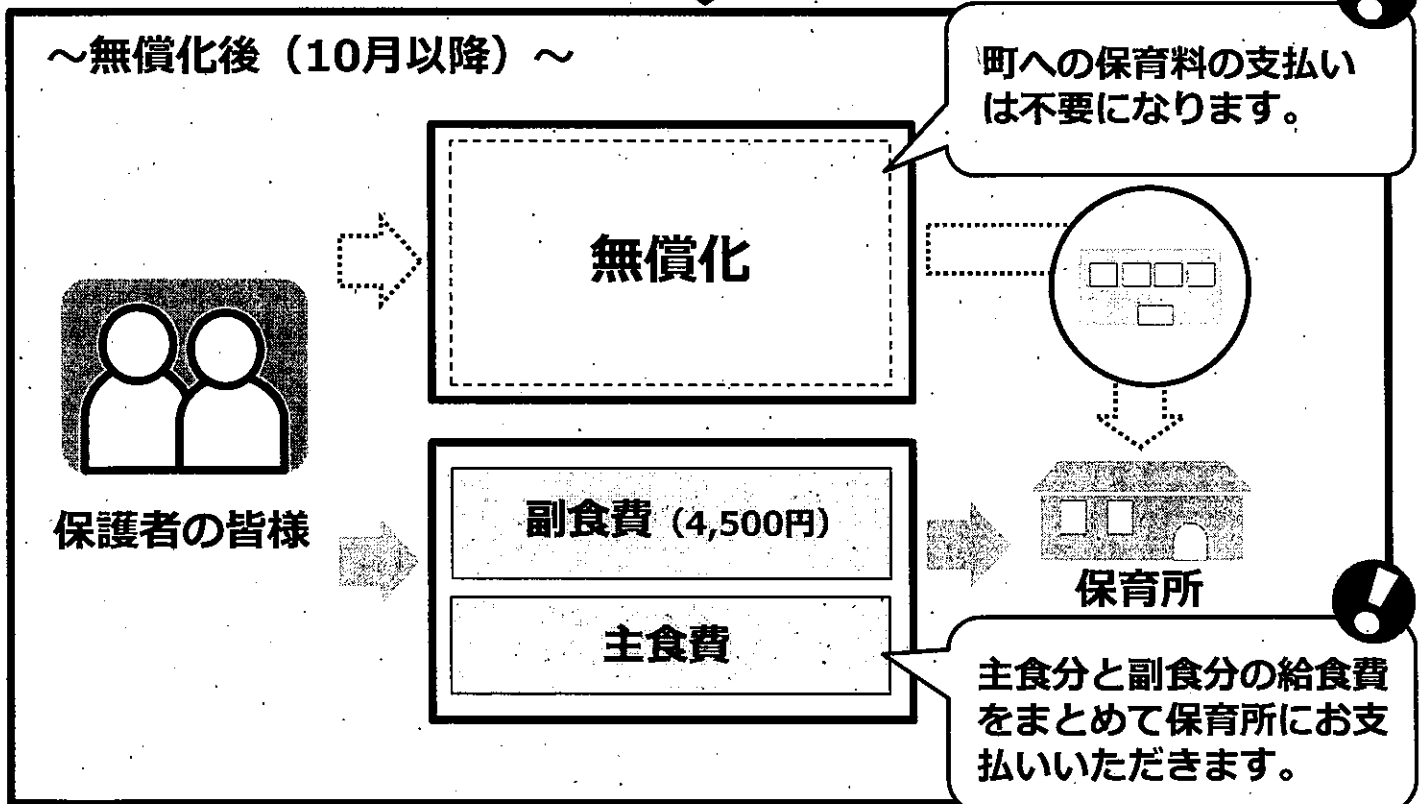 ～無償化後（10月以降）～
町への保育料の支払い
は不要になります。
無償化
保護者の皆様
副食費（4,500円）
主食費
保育所
主食分と副食分の給食費
をまとめて保育所にお支
払いいただきます。